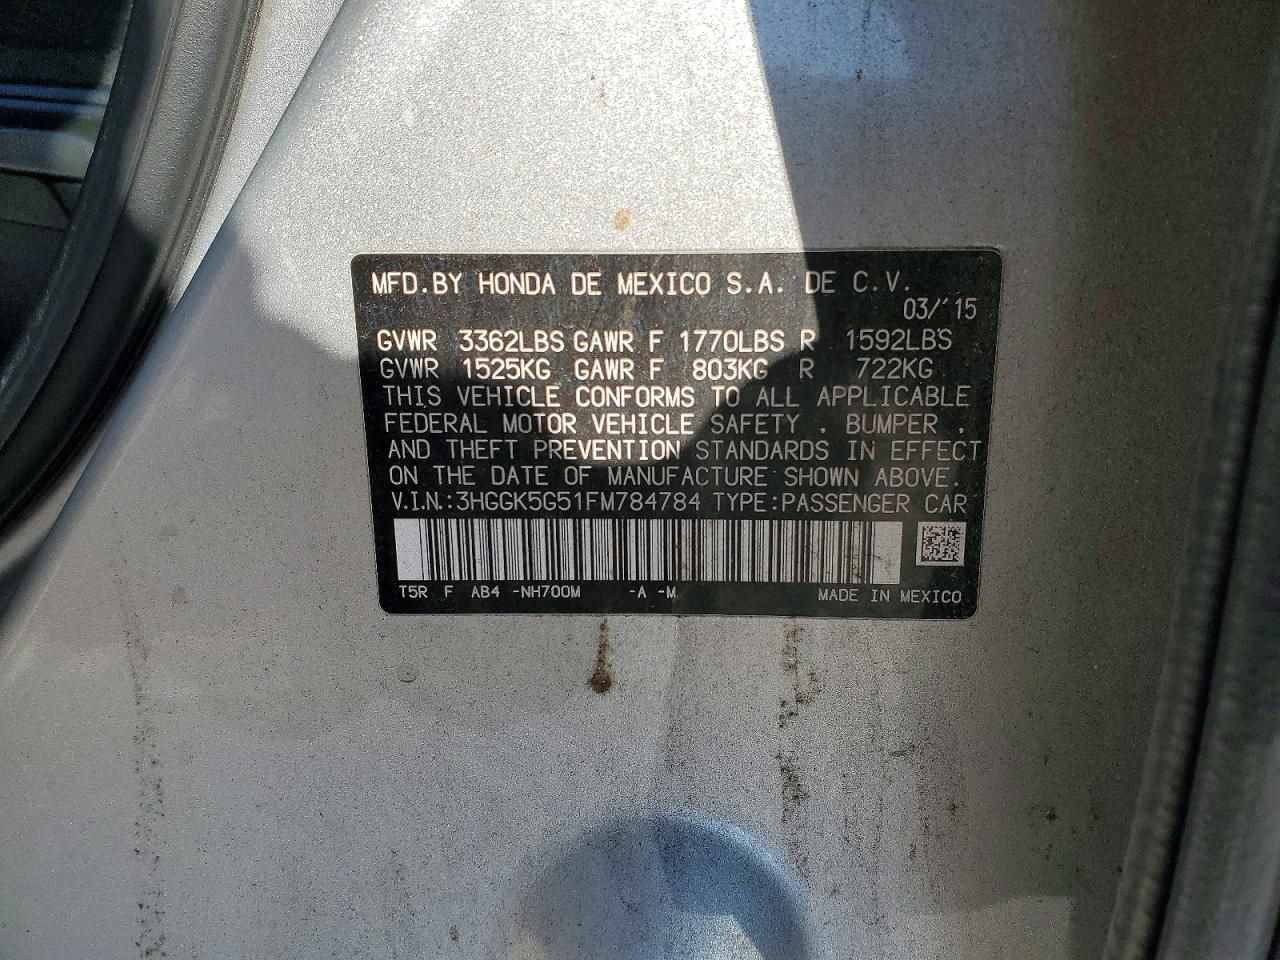 MFD.BY HONDA DE MEXICO S.A. DE C.V.
03/'15
GVWR 3362LBS GAWR F 1770LBS R 1592LBS
GVWR 1525KG GAWR F 803KG R 722KG
THIS VEHICLE CONFORMS TO ALL APPLICABLE
FEDERAL MOTOR VEHICLE SAFETY , BUMPER ,
AND THEFT PREVENTION STANDARDS IN EFFECT
ON THE DATE OF MANUFACTURE SHOWN ABOVE.
V.I.N.:3HGGK5G51FM784784 TYPE:PASSENGER CAR
T5R F AB4 -NH700M -A -M MADE IN MEXICO